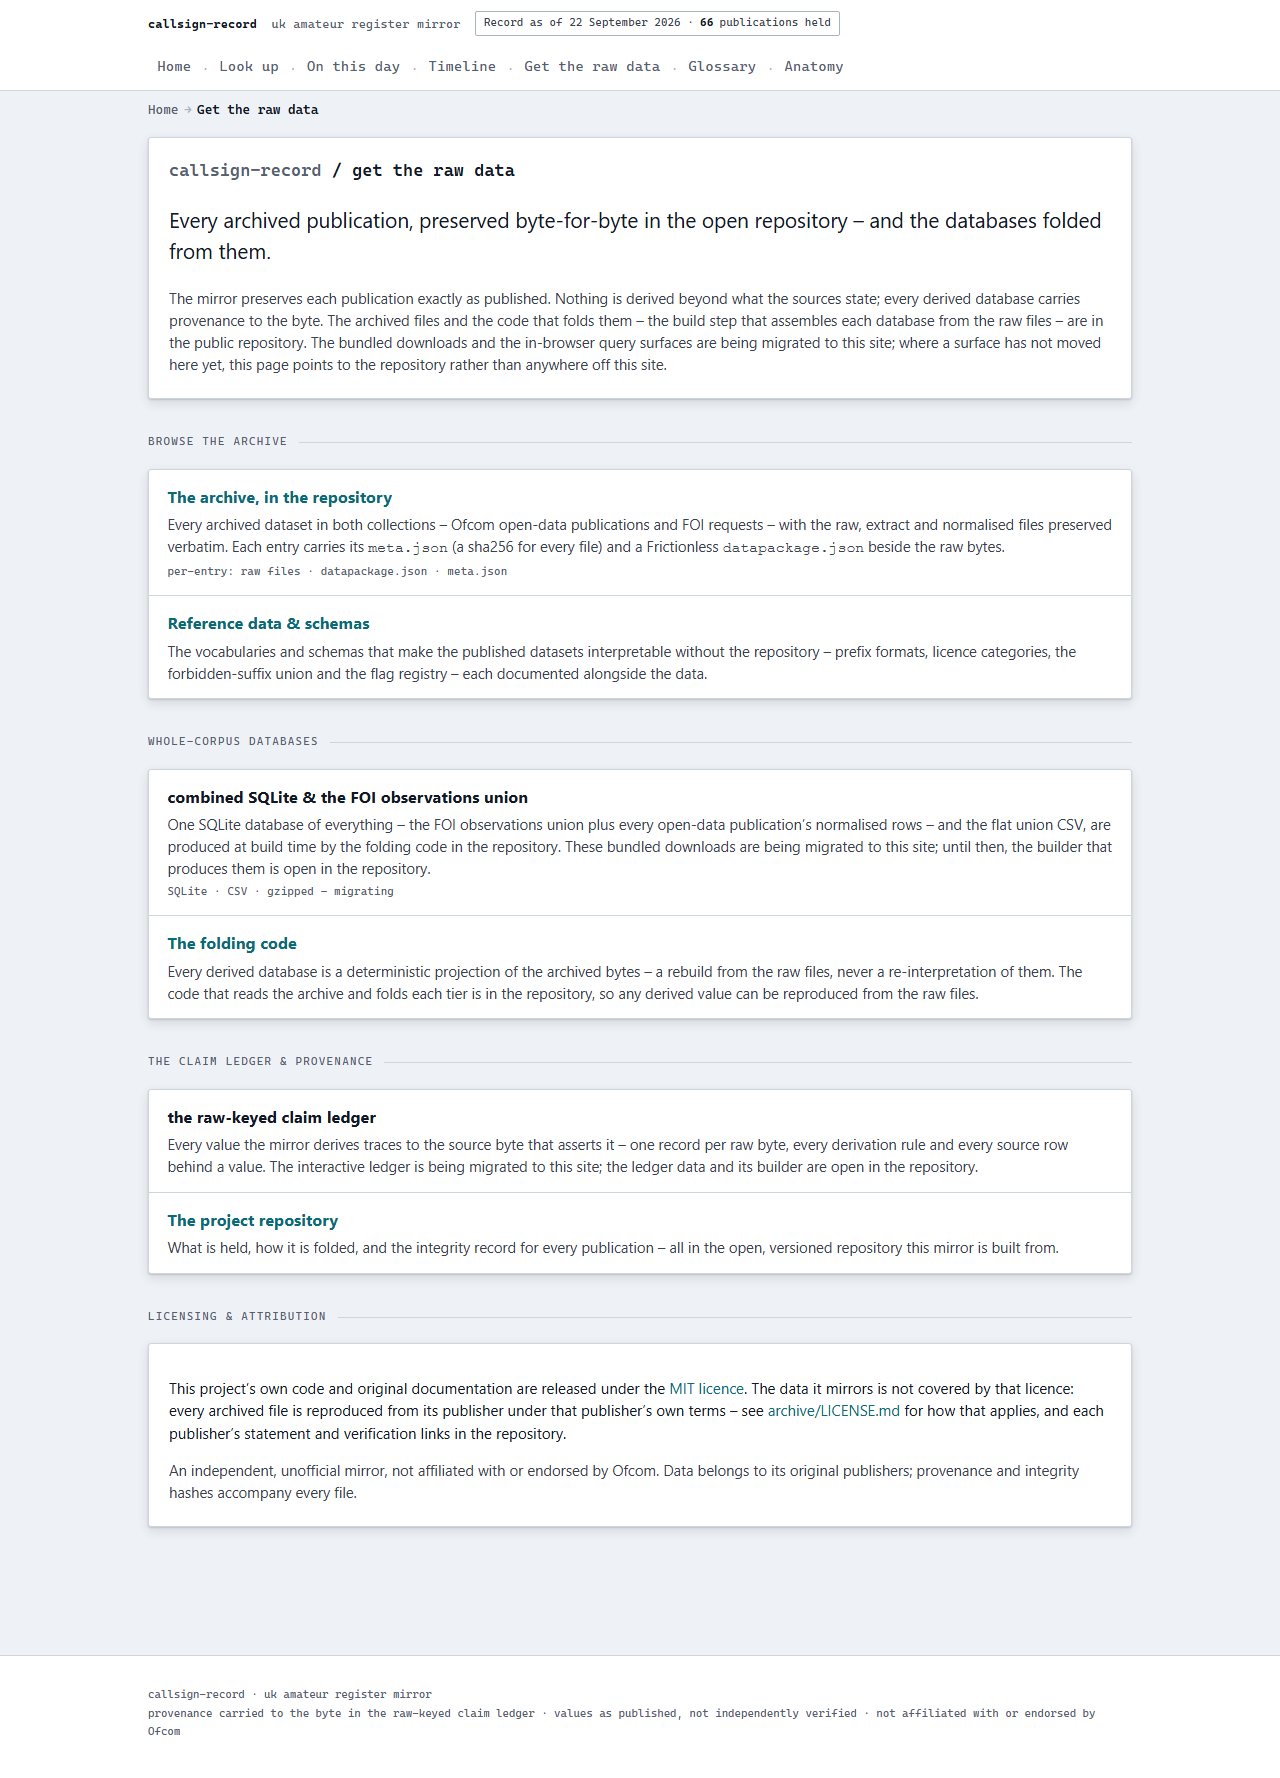 callsign-record uk amateur register mirror Record as of 22 September 2026 · 66 publications held
Home · Look up · On this day · Timeline · Get the raw data · Glossary · Anatomy
Home → Get the raw data
callsign-record / get the raw data
Every archived publication, preserved byte-for-byte in the open repository – and the databases folded
from them.
The mirror preserves each publication exactly as published. Nothing is derived beyond what the sources state; every derived database carries
provenance to the byte. The archived files and the code that folds them – the build step that assembles each database from the raw files – are in
the public repository. The bundled downloads and the in-browser query surfaces are being migrated to this site; where a surface has not moved
here yet, this page points to the repository rather than anywhere off this site.
BROWSE THE ARCHIVE
The archive, in the repository
Every archived dataset in both collections – Ofcom open-data publications and FOI requests – with the raw, extract and normalised files preserved
verbatim. Each entry carries its meta.json (a sha256 for every file) and a Frictionless datapackage.json beside the raw bytes.
per-entry: raw files · datapackage.json · meta.json
Reference data & schemas
The vocabularies and schemas that make the published datasets interpretable without the repository – prefix formats, licence categories, the
forbidden-suffix union and the flag registry – each documented alongside the data.
WHOLE-CORPUS DATABASES
combined SQLite & the FOI observations union
One SQLite database of everything – the FOI observations union plus every open-data publication's normalised rows – and the flat union CSV, are
produced at build time by the folding code in the repository. These bundled downloads are being migrated to this site; until then, the builder that
produces them is open in the repository.
SQLite · CSV · gzipped – migrating
The folding code
Every derived database is a deterministic projection of the archived bytes – a rebuild from the raw files, never a re-interpretation of them. The
code that reads the archive and folds each tier is in the repository, so any derived value can be reproduced from the raw files.
THE CLAIM LEDGER & PROVENANCE
the raw-keyed claim ledger
Every value the mirror derives traces to the source byte that asserts it – one record per raw byte, every derivation rule and every source row
behind a value. The interactive ledger is being migrated to this site; the ledger data and its builder are open in the repository.
The project repository
What is held, how it is folded, and the integrity record for every publication – all in the open, versioned repository this mirror is built from.
LICENSING & ATTRIBUTION
This project's own code and original documentation are released under the MIT licence. The data it mirrors is not covered by that licence:
every archived file is reproduced from its publisher under that publisher's own terms – see archive/LICENSE.md for how that applies, and each
publisher's statement and verification links in the repository.
An independent, unofficial mirror, not affiliated with or endorsed by Ofcom. Data belongs to its original publishers; provenance and integrity
hashes accompany every file.
callsign-record · uk amateur register mirror
provenance carried to the byte in the raw-keyed claim ledger · values as published, not independently verified · not affiliated with or endorsed by
Ofcom